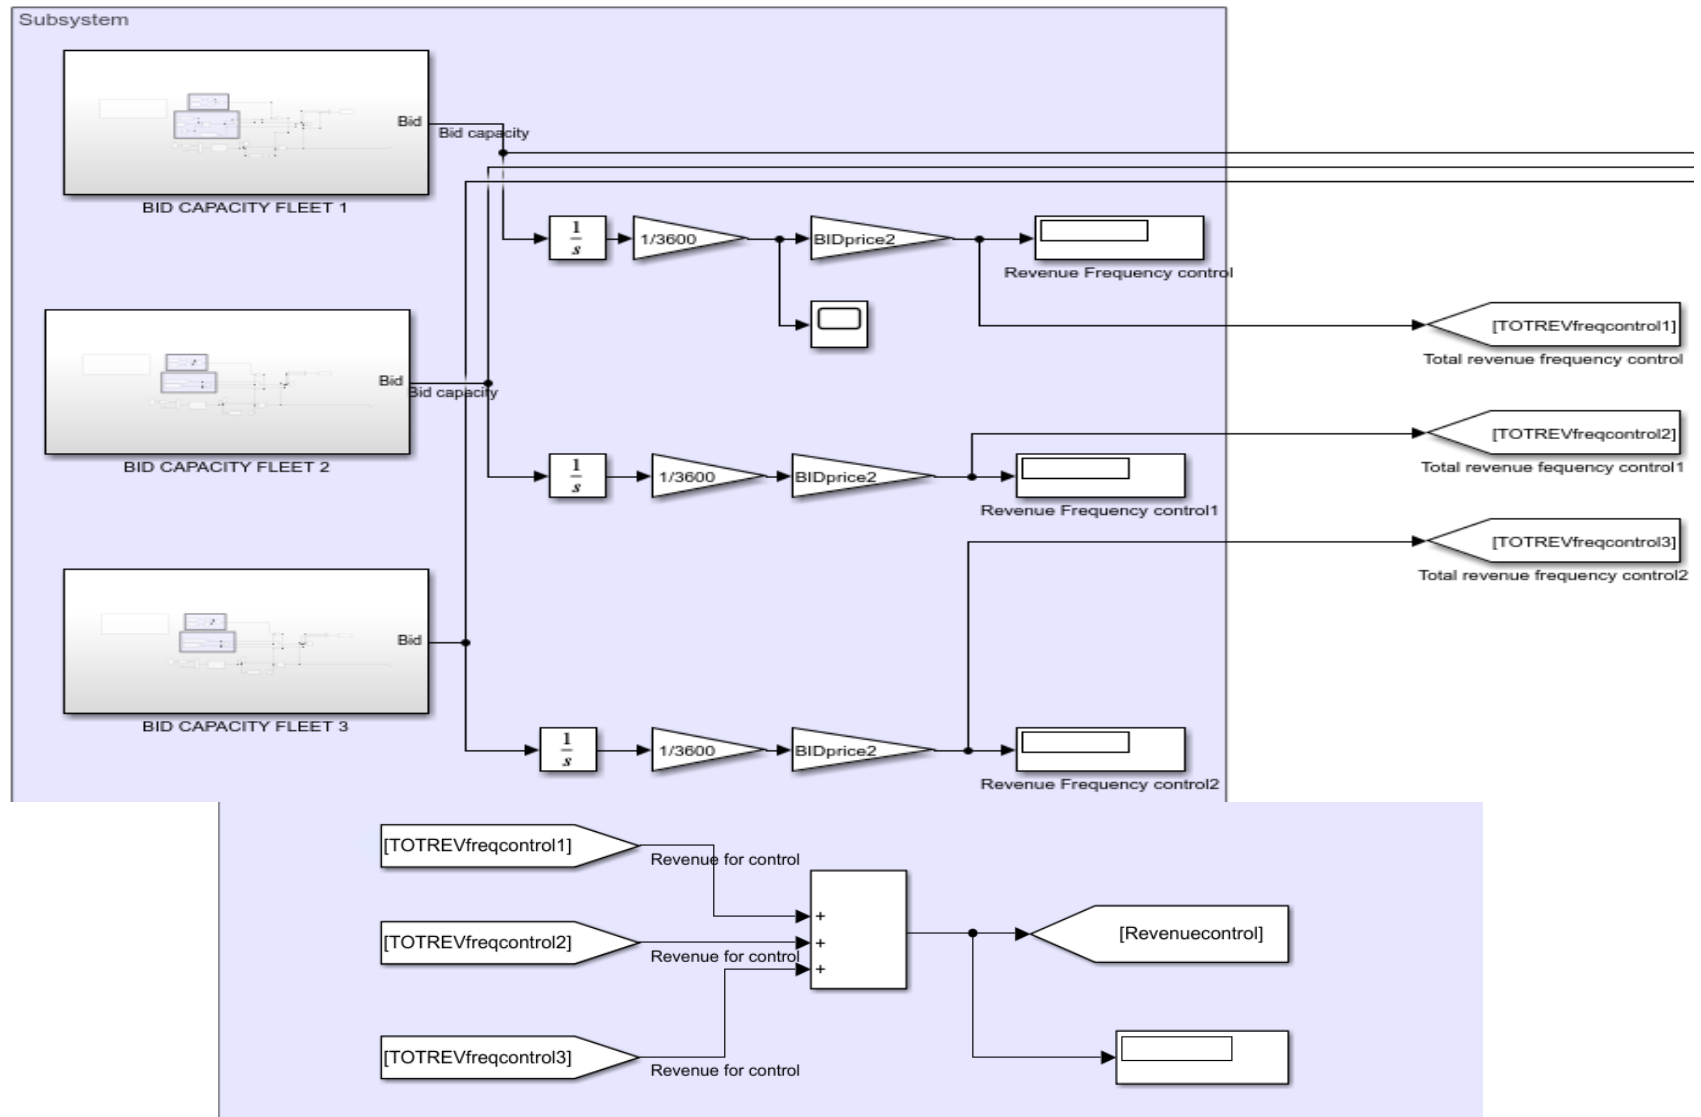 Subsystem
Bid
Bid capacity
BID CAPACITY FLEET 1
1
s
1/3600
BIDprice2
Revenue Frequency control
[TOTREVfreqcontrol1]
Total revenue frequency control
Bid
Bid capacity
BID CAPACITY FLEET 2
1
s
1/3600
BIDprice2
Revenue Frequency control1
[TOTREVfreqcontrol2]
Total revenue fequency control1
[TOTREVfreqcontrol3]
Total revenue frequency control2
Bid
BID CAPACITY FLEET 3
1
s
1/3600
BIDprice2
Revenue Frequency control2
[TOTREVfreqcontrol1]
Revenue for control
+
[TOTREVfreqcontrol2]
Revenue for control
+
+
[Revenuecontrol]
[TOTREVfreqcontrol3]
Revenue for control